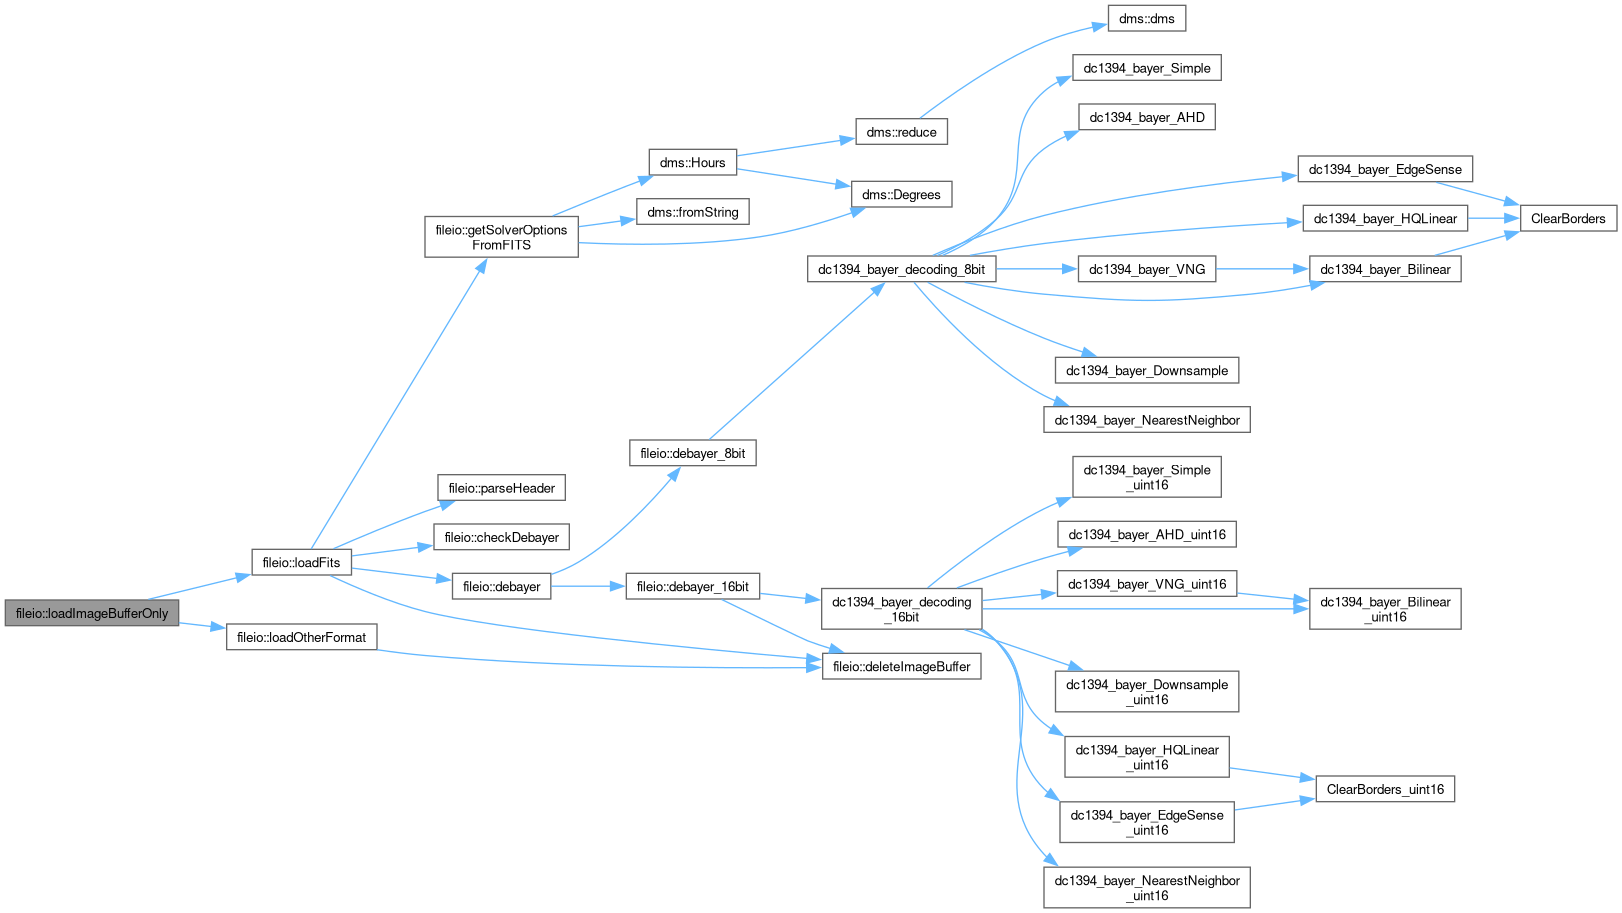 dms::dms
dc1394_bayer_Simple
dc1394_bayer_AHD
dms::reduce
dms::Hours
dc1394_bayer_EdgeSense
dms::Degrees
dms::fromString
dc1394_bayer_HQLinear
ClearBorders
fileio::getSolverOptions
FromFITS
dc1394_bayer_decoding_8bit
dc1394_bayer_VNG
dc1394_bayer_Bilinear
dc1394_bayer_Downsample
dc1394_bayer_NearestNeighbor
fileio::debayer_8bit
dc1394_bayer_Simple
_uint16
fileio::parseHeader
fileio::checkDebayer
dc1394_bayer_AHD_uint16
fileio::loadFits
fileio::debayer
fileio::debayer_16bit
dc1394_bayer_VNG_uint16
dc1394_bayer_decoding
_16bit
dc1394_bayer_Bilinear
_uint16
fileio::loadImageBufferOnly
fileio::loadOtherFormat
fileio::deleteImageBuffer
dc1394_bayer_Downsample
_uint16
dc1394_bayer_HQLinear
_uint16
ClearBorders_uint16
dc1394_bayer_EdgeSense
_uint16
dc1394_bayer_NearestNeighbor
_uint16